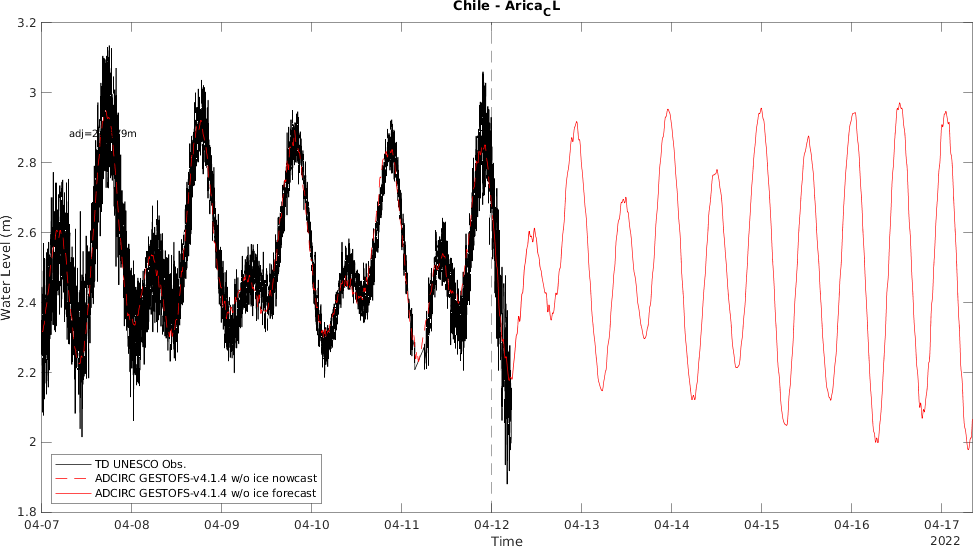 Chile - AricaCL
3.2
3
2.8
2.6
2.4
2.2
2
1.8
Water Level (m)
TD UNESCO Obs.
ADCIRC GESTOFS-v4.1.4 w/o ice nowcast
ADCIRC GESTOFS-v4.1.4 w/o ice forecast
04-07 04-08 04-09 04-10 04-11 04-12 04-13 04-14 04-15 04-16 04-17
Time
2022